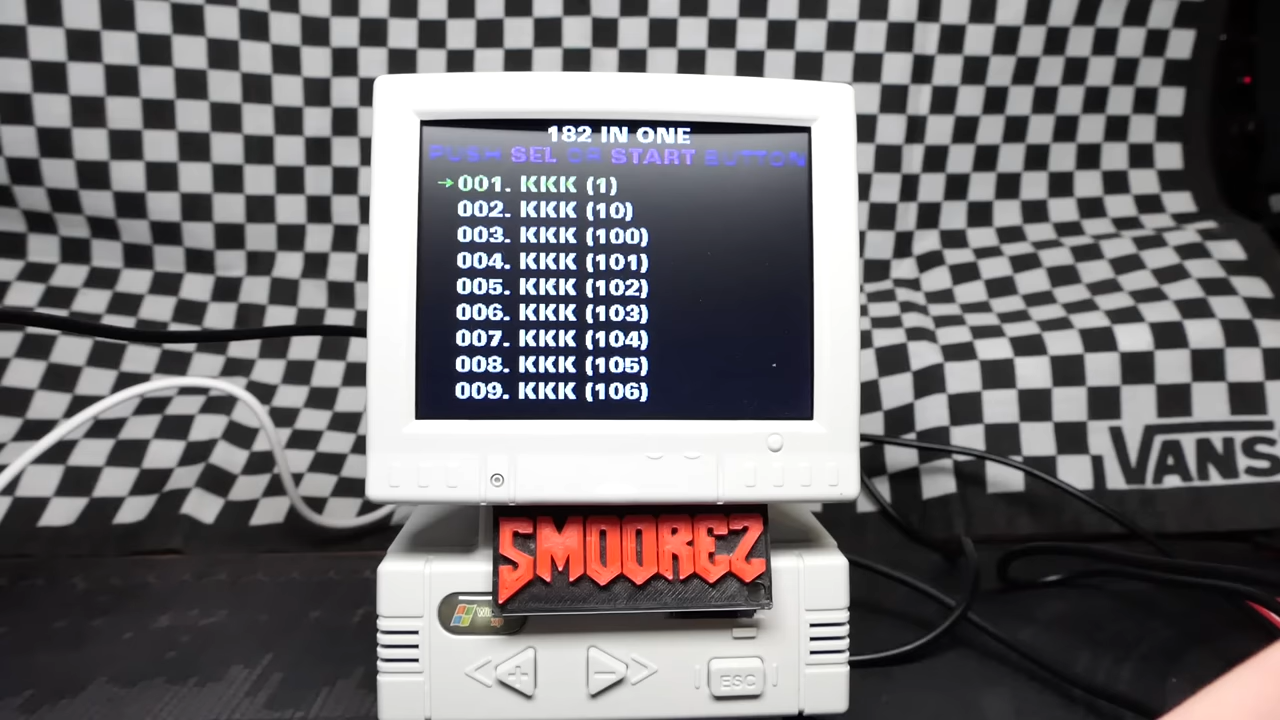 182 IN ONE
PUSH SEL OR START BUTTON
→001. KKK (1)
002. KKK (10)
003. KKK (100)
004. KKK (101)
005. KKK (102)
006. KKK (103)
007. KKK (104)
008. KKK (105)
009. KKK (106)
VANS
SMOOREZ
xp
ESC